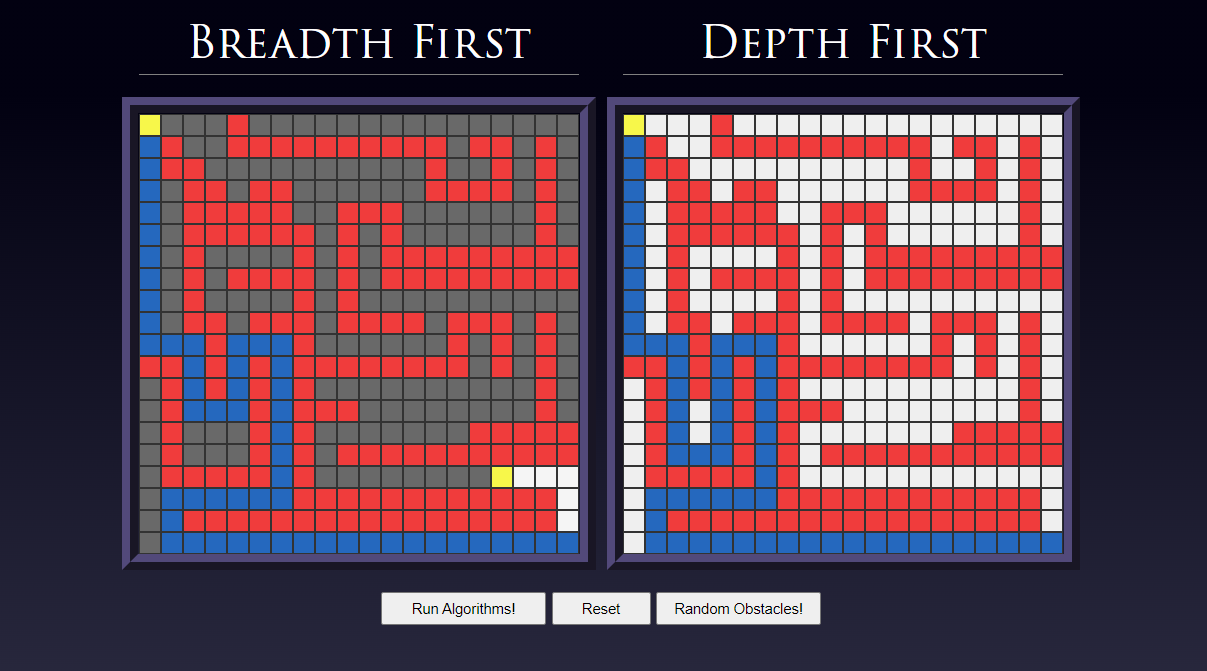 Breadth First
Depth First
Run Algorithms!
Reset
Random Obstacles!